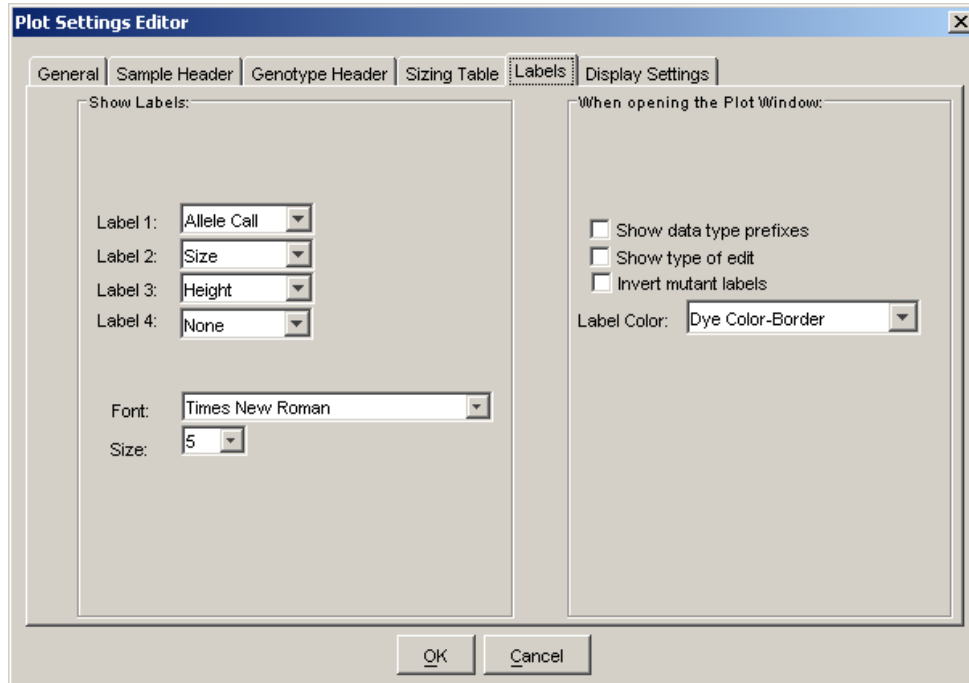 Plot Settings Editor
General Sample Header Genotype Header Sizing Table Labels Display Settings
Show Labels:
Label 1: Allele Call
Label 2: Size
Label 3: Height
Label 4: None
Font: Times New Roman
Size: 5
When opening the Plot Window:
Show data type prefixes
Show type of edit
Invert mutant labels
Label Color: Dye Color-Border
OK Cancel